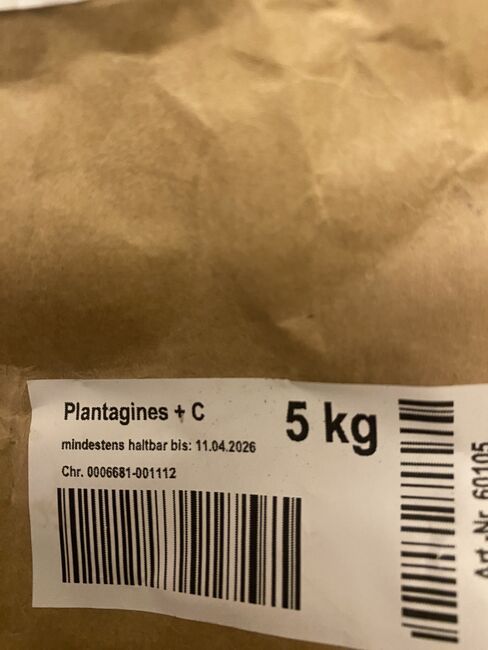 Plantagines + C
5 kg
mindestens haltbar bis: 11.04.2026
Chr. 0006681-001112
Art.-Nr. 60105